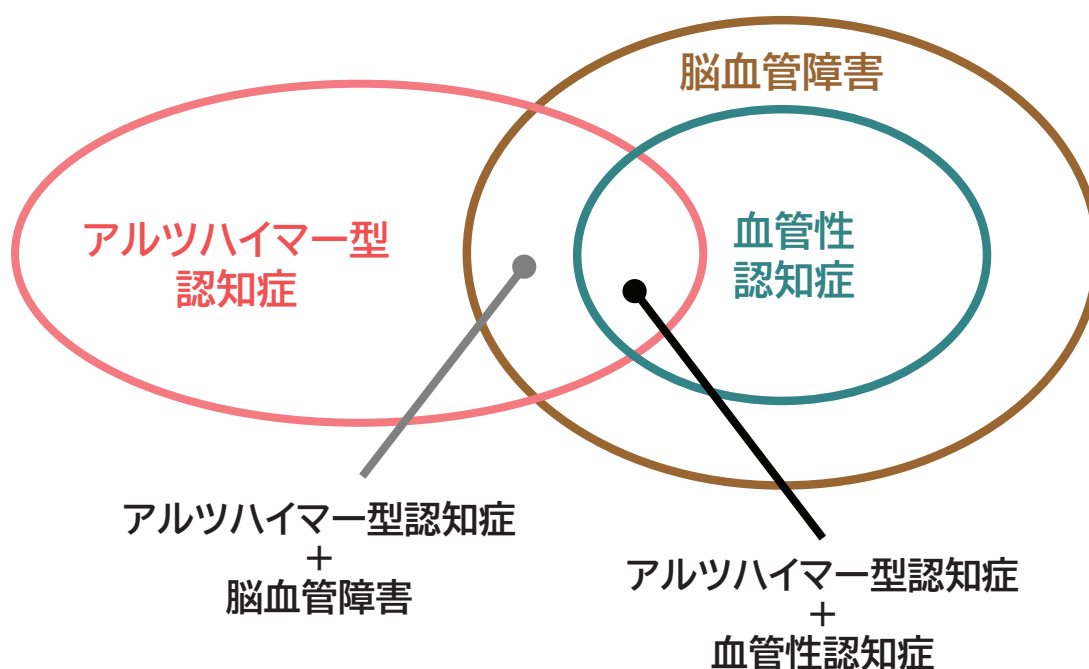 脳血管障害
アルツハイマー型
認知症
血管性
認知症
アルツハイマー型認知症
+
脳血管障害
アルツハイマー型認知症
+
血管性認知症